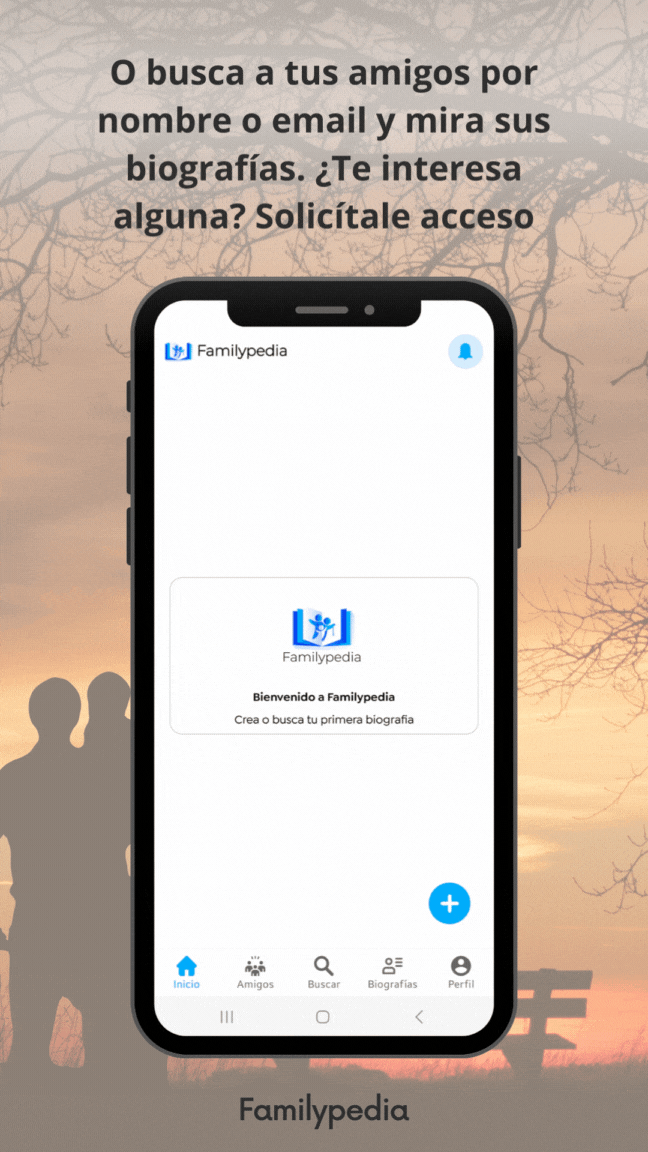 O busca a tus amigos por
nombre o email y mira sus
biografías. ¿Te interesa
alguna? Solicítale acceso
Familypedia
Familypedia
Bienvenido a Familypedia
Crea o busca tu primera biografia
Inicio
Amigos
Buscar
Biografías
Perfil
Familypedia